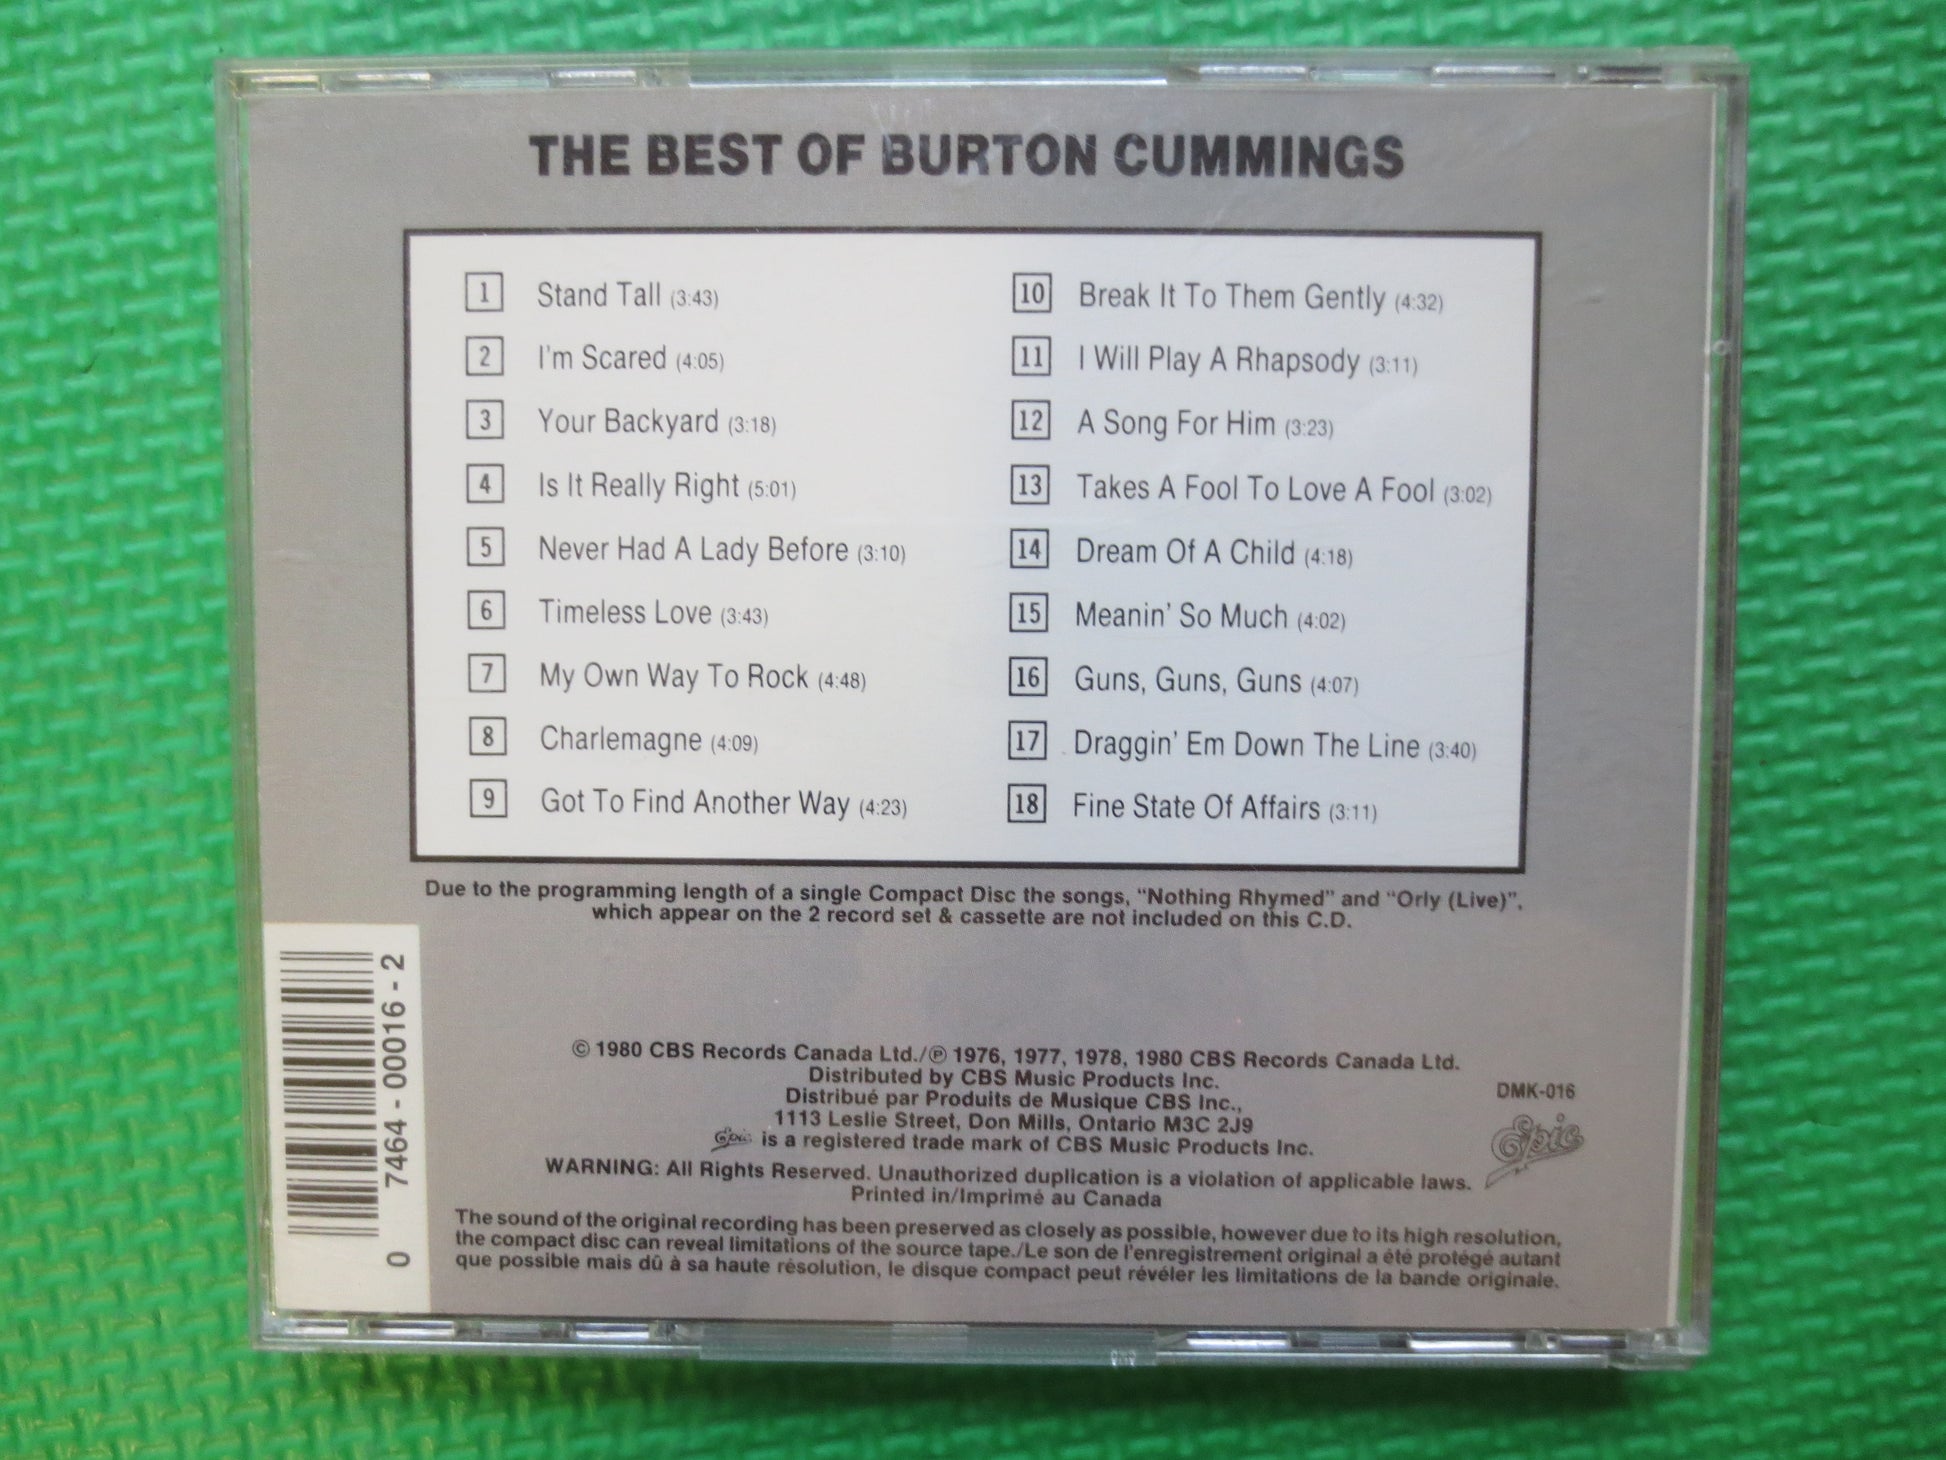 THE BEST OF BURTON CUMMINGS
1 Stand Tall (3:43)
2 I'm Scared (4:05)
3 Your Backyard (3:18)
4 Is It Really Right (5:01)
5 Never Had A Lady Before (3:10)
6 Timeless Love (3:43)
7 My Own Way To Rock (4:48)
8 Charlemagne (4:09)
9 Got To Find Another Way (4:23)
10 Break It To Them Gently (4:32)
11 I Will Play A Rhapsody (3:11)
12 A Song For Him (3:23)
13 Takes A Fool To Love A Fool (3:02)
14 Dream Of A Child (4:18)
15 Meanin' So Much (4:02)
16 Guns, Guns, Guns (4:07)
17 Draggin' Em Down The Line (3:40)
18 Fine State Of Affairs (3:11)
Due to the programming length of a single Compact Disc the songs, "Nothing Rhymed" and "Orly (Live)",
which appear on the 2 record set & cassette are not included on this C.D.
0 7464-00016-2
© 1980 CBS Records Canada Ltd./℗ 1976, 1977, 1978, 1980 CBS Records Canada Ltd.
Distributed by CBS Music Products Inc.
Distribué par Produits de Musique CBS Inc.,
1113 Leslie Street, Don Mills, Ontario M3C 2J9
Epic is a registered trade mark of CBS Music Products Inc.
WARNING: All Rights Reserved. Unauthorized duplication is a violation of applicable laws.
Printed in/Imprimé au Canada
DMK-016
Epic
The sound of the original recording has been preserved as closely as possible, however due to its high resolution,
the compact disc can reveal limitations of the source tape./Le son de l'enregistrement original a été protégé autant
que possible mais dû à sa haute résolution, le disque compact peut révéler les limitations de la bande originale.